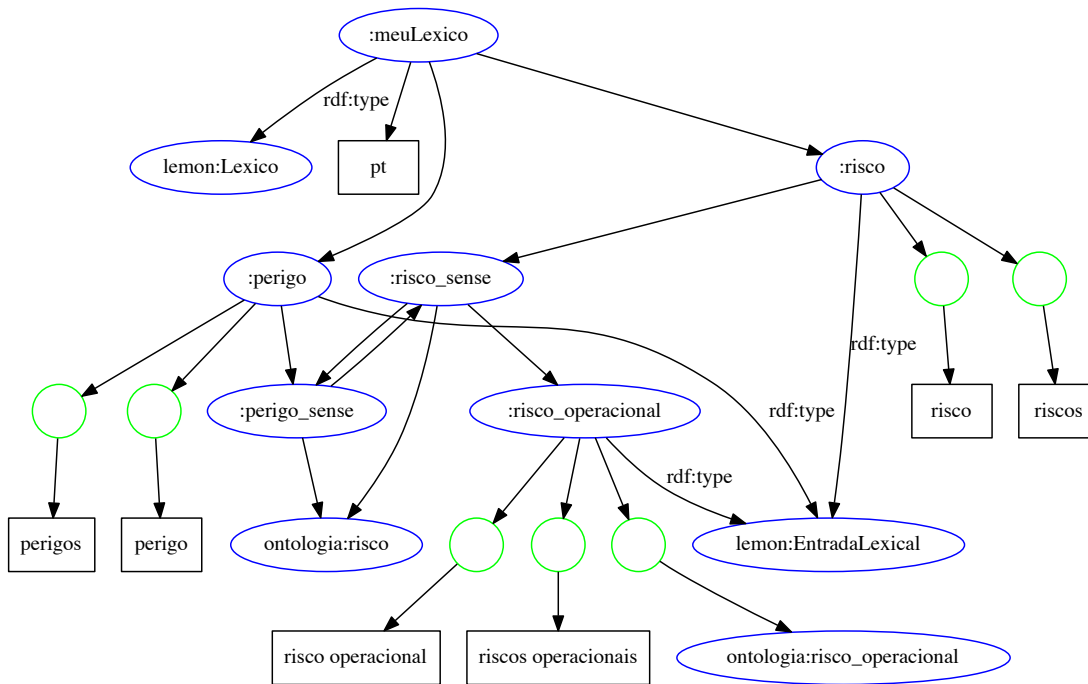 :meuLexico
rdf:type
lemon:Lexico
pt
:risco
:perigo
:risco_sense
rdf:type
:perigo_sense
:risco_operacional
rdf:type
risco
riscos
rdf:type
perigos
perigo
ontologia:risco
lemon:EntradaLexical
risco operacional
riscos operacionais
ontologia:risco_operacional